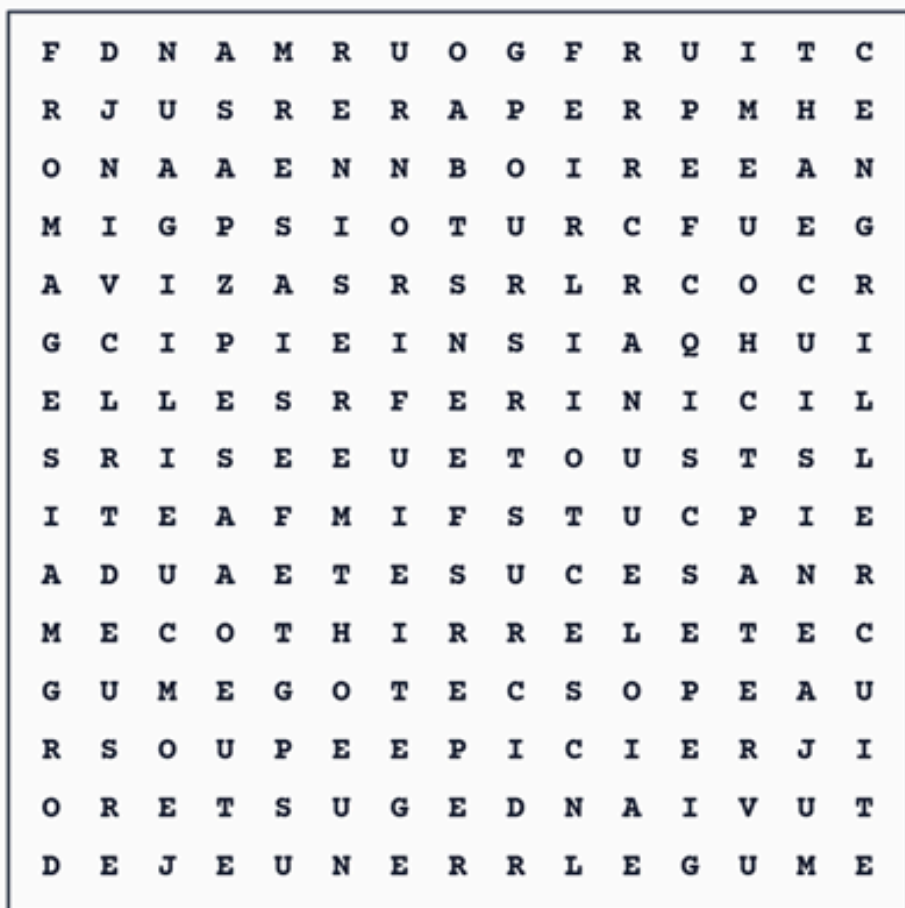 F D N A M R U O G F R U I T C
R J U S R E R A P E R P M H E
O N A A E N N B O I R E E A N
M I G P S I O T U R C F U E G
A V I Z A S R S R L R C O C R
G C I P I E I N S I A Q H U I
E L L E S R F E R I N I C I L
S R I S E E U E T O U S T S L
I T E A F M I F S T U C P I E
A D U A E T E S U C E S A N R
M E C O T H I R R E L E T E C
G U M E G O T E C S O P E A U
R S O U P E E P I C I E R J I
O R E T S U G E D N A I V U T
D E J E U N E R R L E G U M E